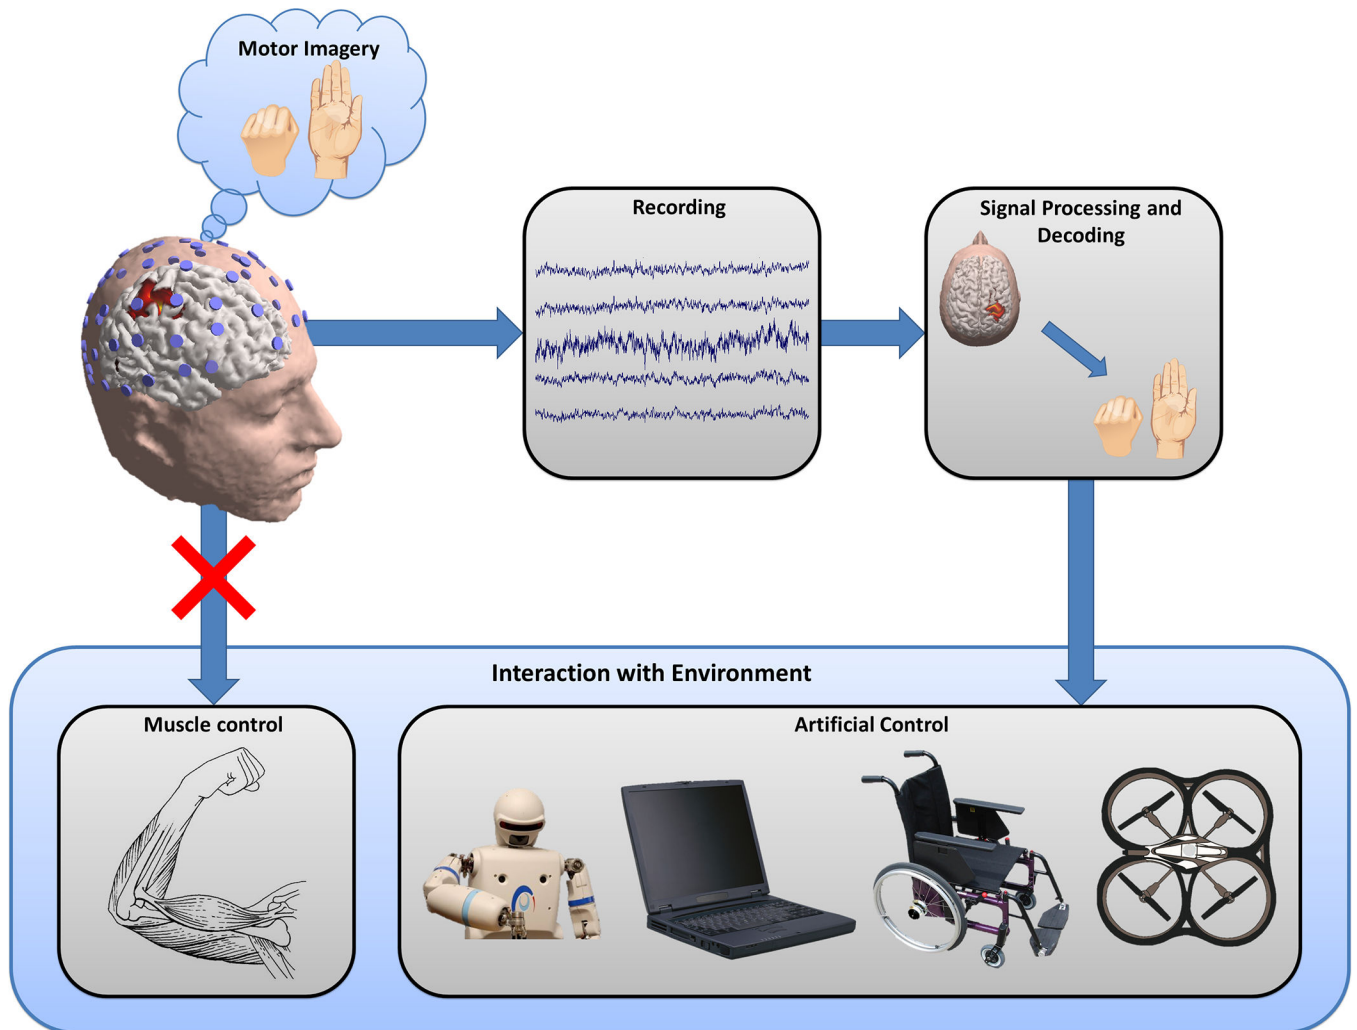 Motor Imagery
Recording
Signal Processing and
Decoding
Interaction with Environment
Muscle control
Artificial Control